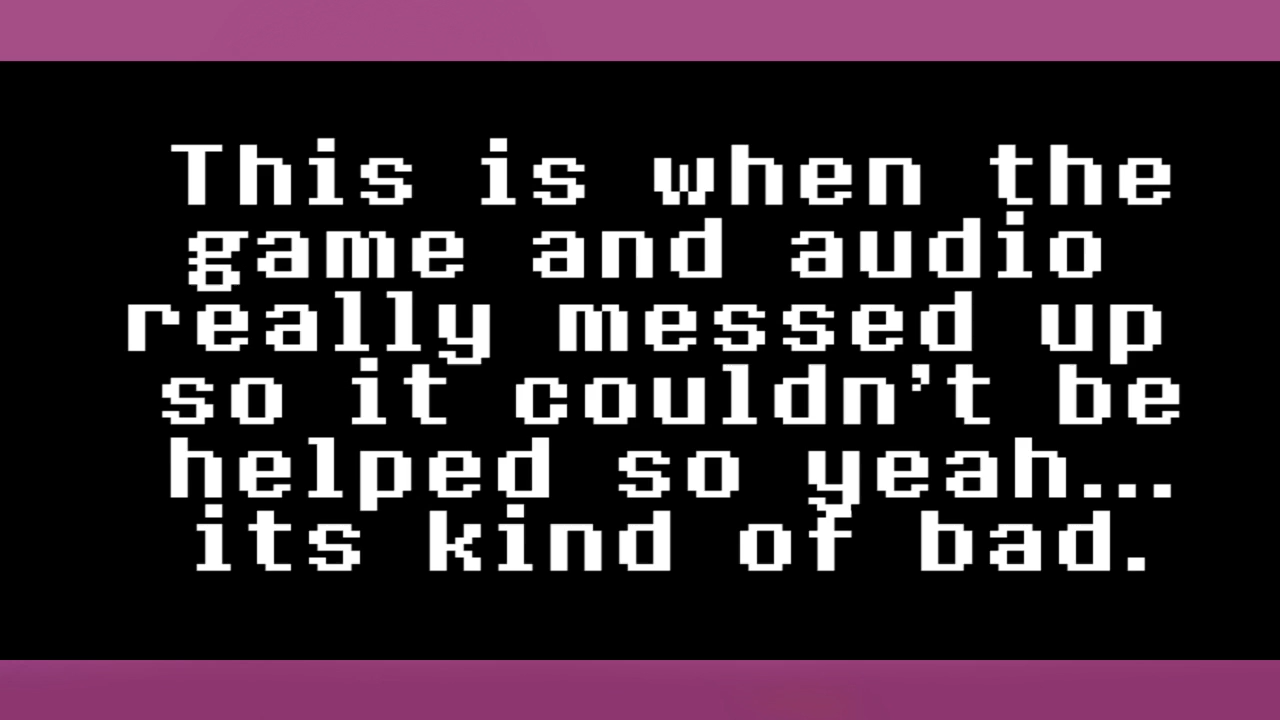 This is when the
game and audio
really messed up
so it couldn't be
helped so yeah...
its kind of bad.